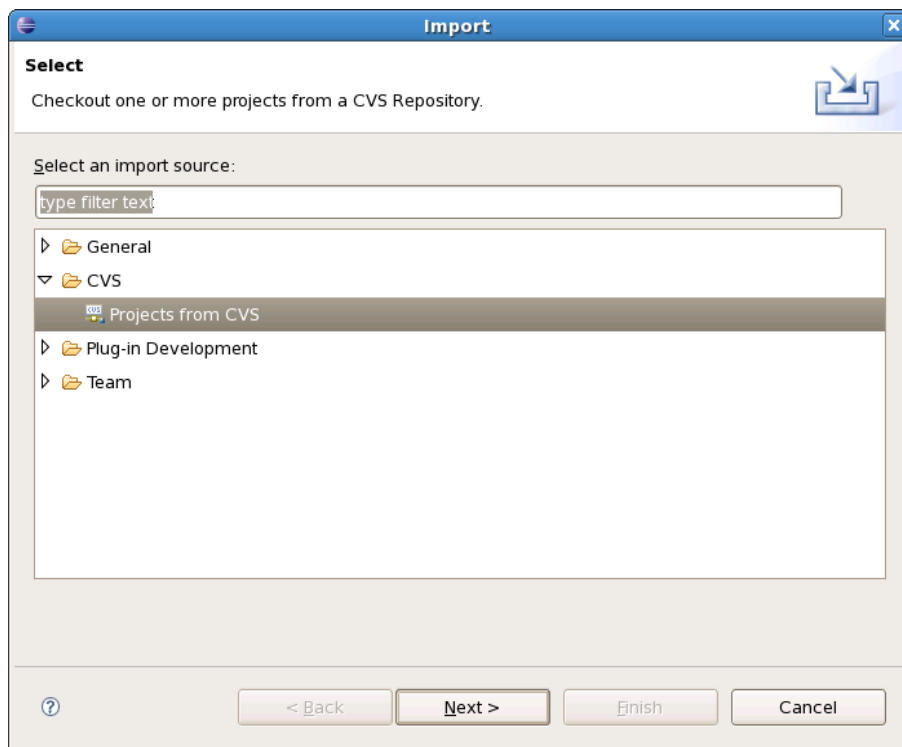 Import
Select
Checkout one or more projects from a CVS Repository.
Select an import source:
type filter text
General
CVS
CVS Projects from CVS
Plug-in Development
Team
? < Back Next > Finish Cancel